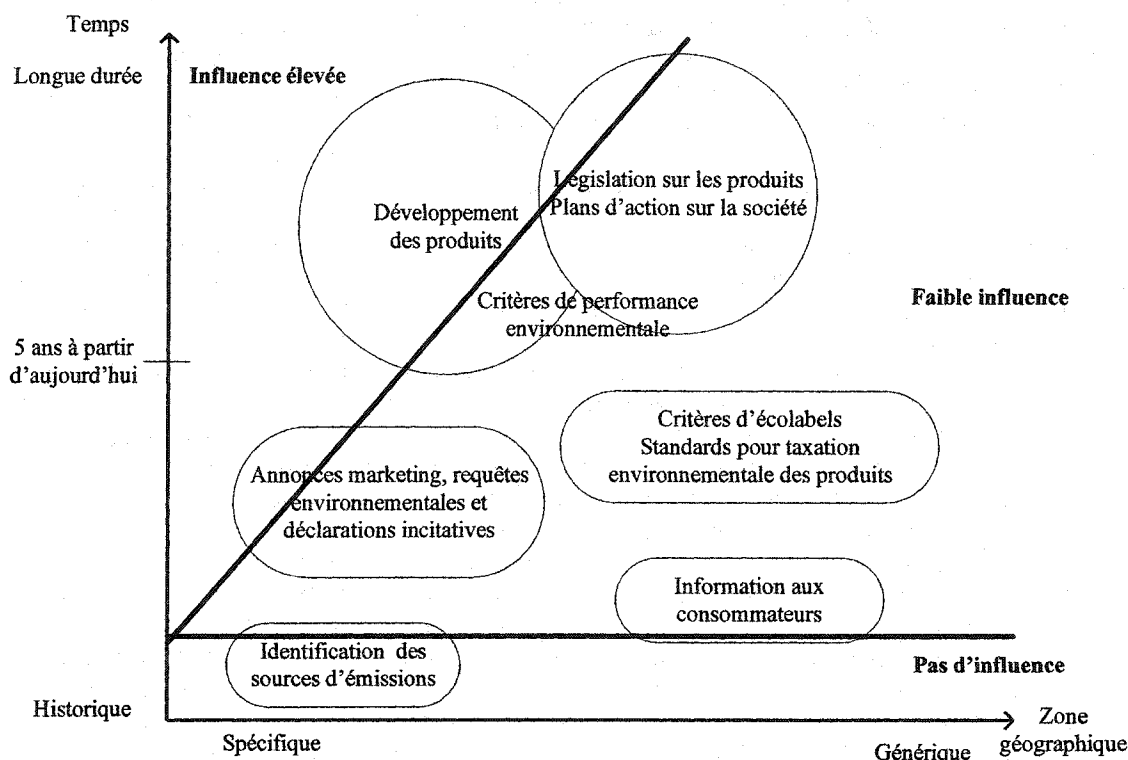 Temps
Longue durée
Influence élevée
Législation sur les produits
Plans d'action sur la société
Développement
des produits
Critères de performance
environnementale
Faible influence
5 ans à partir
d'aujourd'hui
Critères d'écolabels
Standards pour taxation
environnementale des produits
Annonces marketing, requêtes
environnementales et
déclarations incitatives
Information aux
consommateurs
Identification des
sources d'émissions
Pas d'influence
Historique
Spécifique
Générique
Zone
géographique